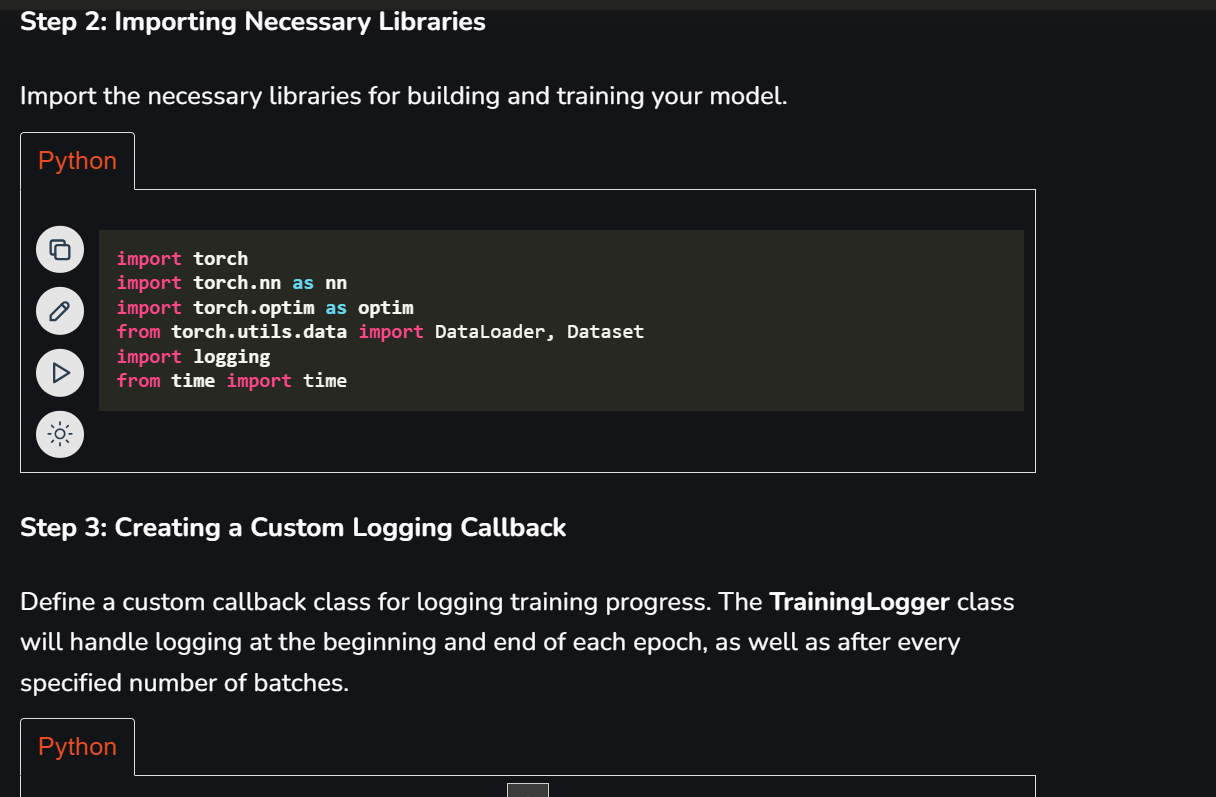 Step 2: Importing Necessary Libraries
Import the necessary libraries for building and training your model.
Python
import torch
import torch.nn as nn
import torch.optim as optim
from torch.utils.data import DataLoader, Dataset
import logging
from time import time
Step 3: Creating a Custom Logging Callback
Define a custom callback class for logging training progress. The TrainingLogger class
will handle logging at the beginning and end of each epoch, as well as after every
specified number of batches.
Python